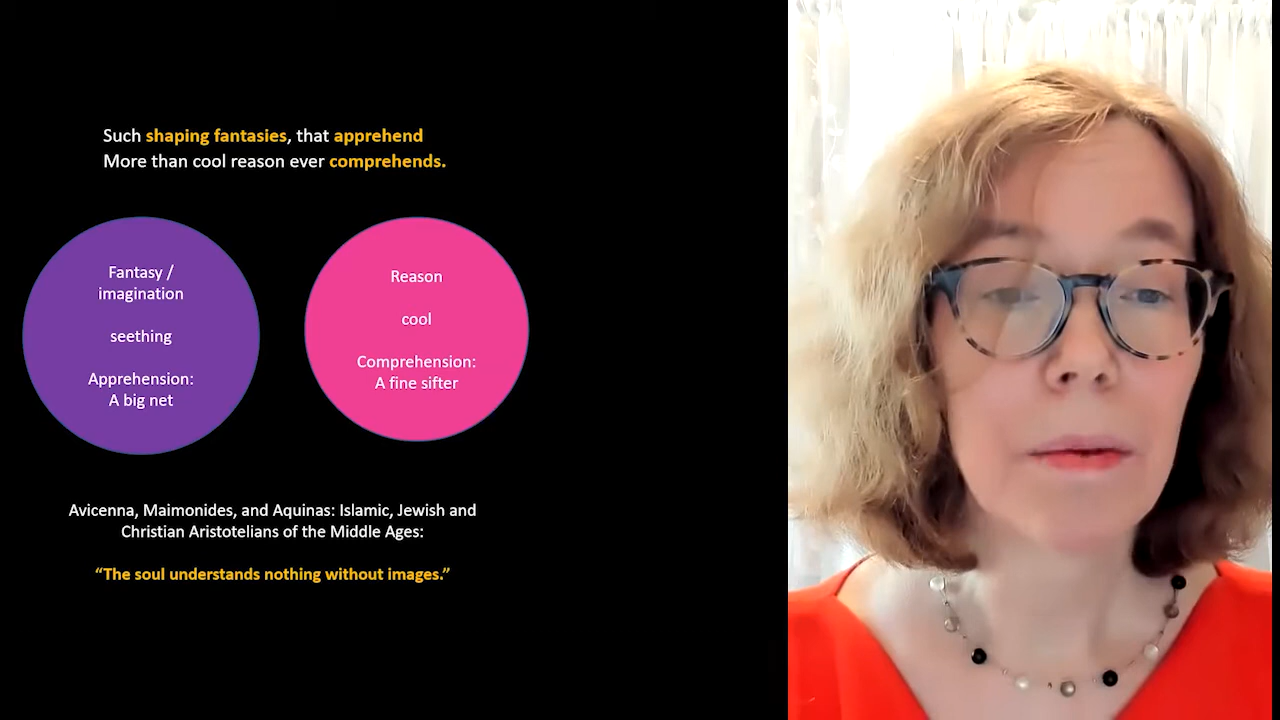 Such shaping fantasies, that apprehend
More than cool reason ever comprehends.
Fantasy /
imagination
seething
Apprehension:
A big net
Reason
cool
Comprehension:
A fine sifter
Avicenna, Maimonides, and Aquinas: Islamic, Jewish and
Christian Aristotelians of the Middle Ages:
“The soul understands nothing without images.”